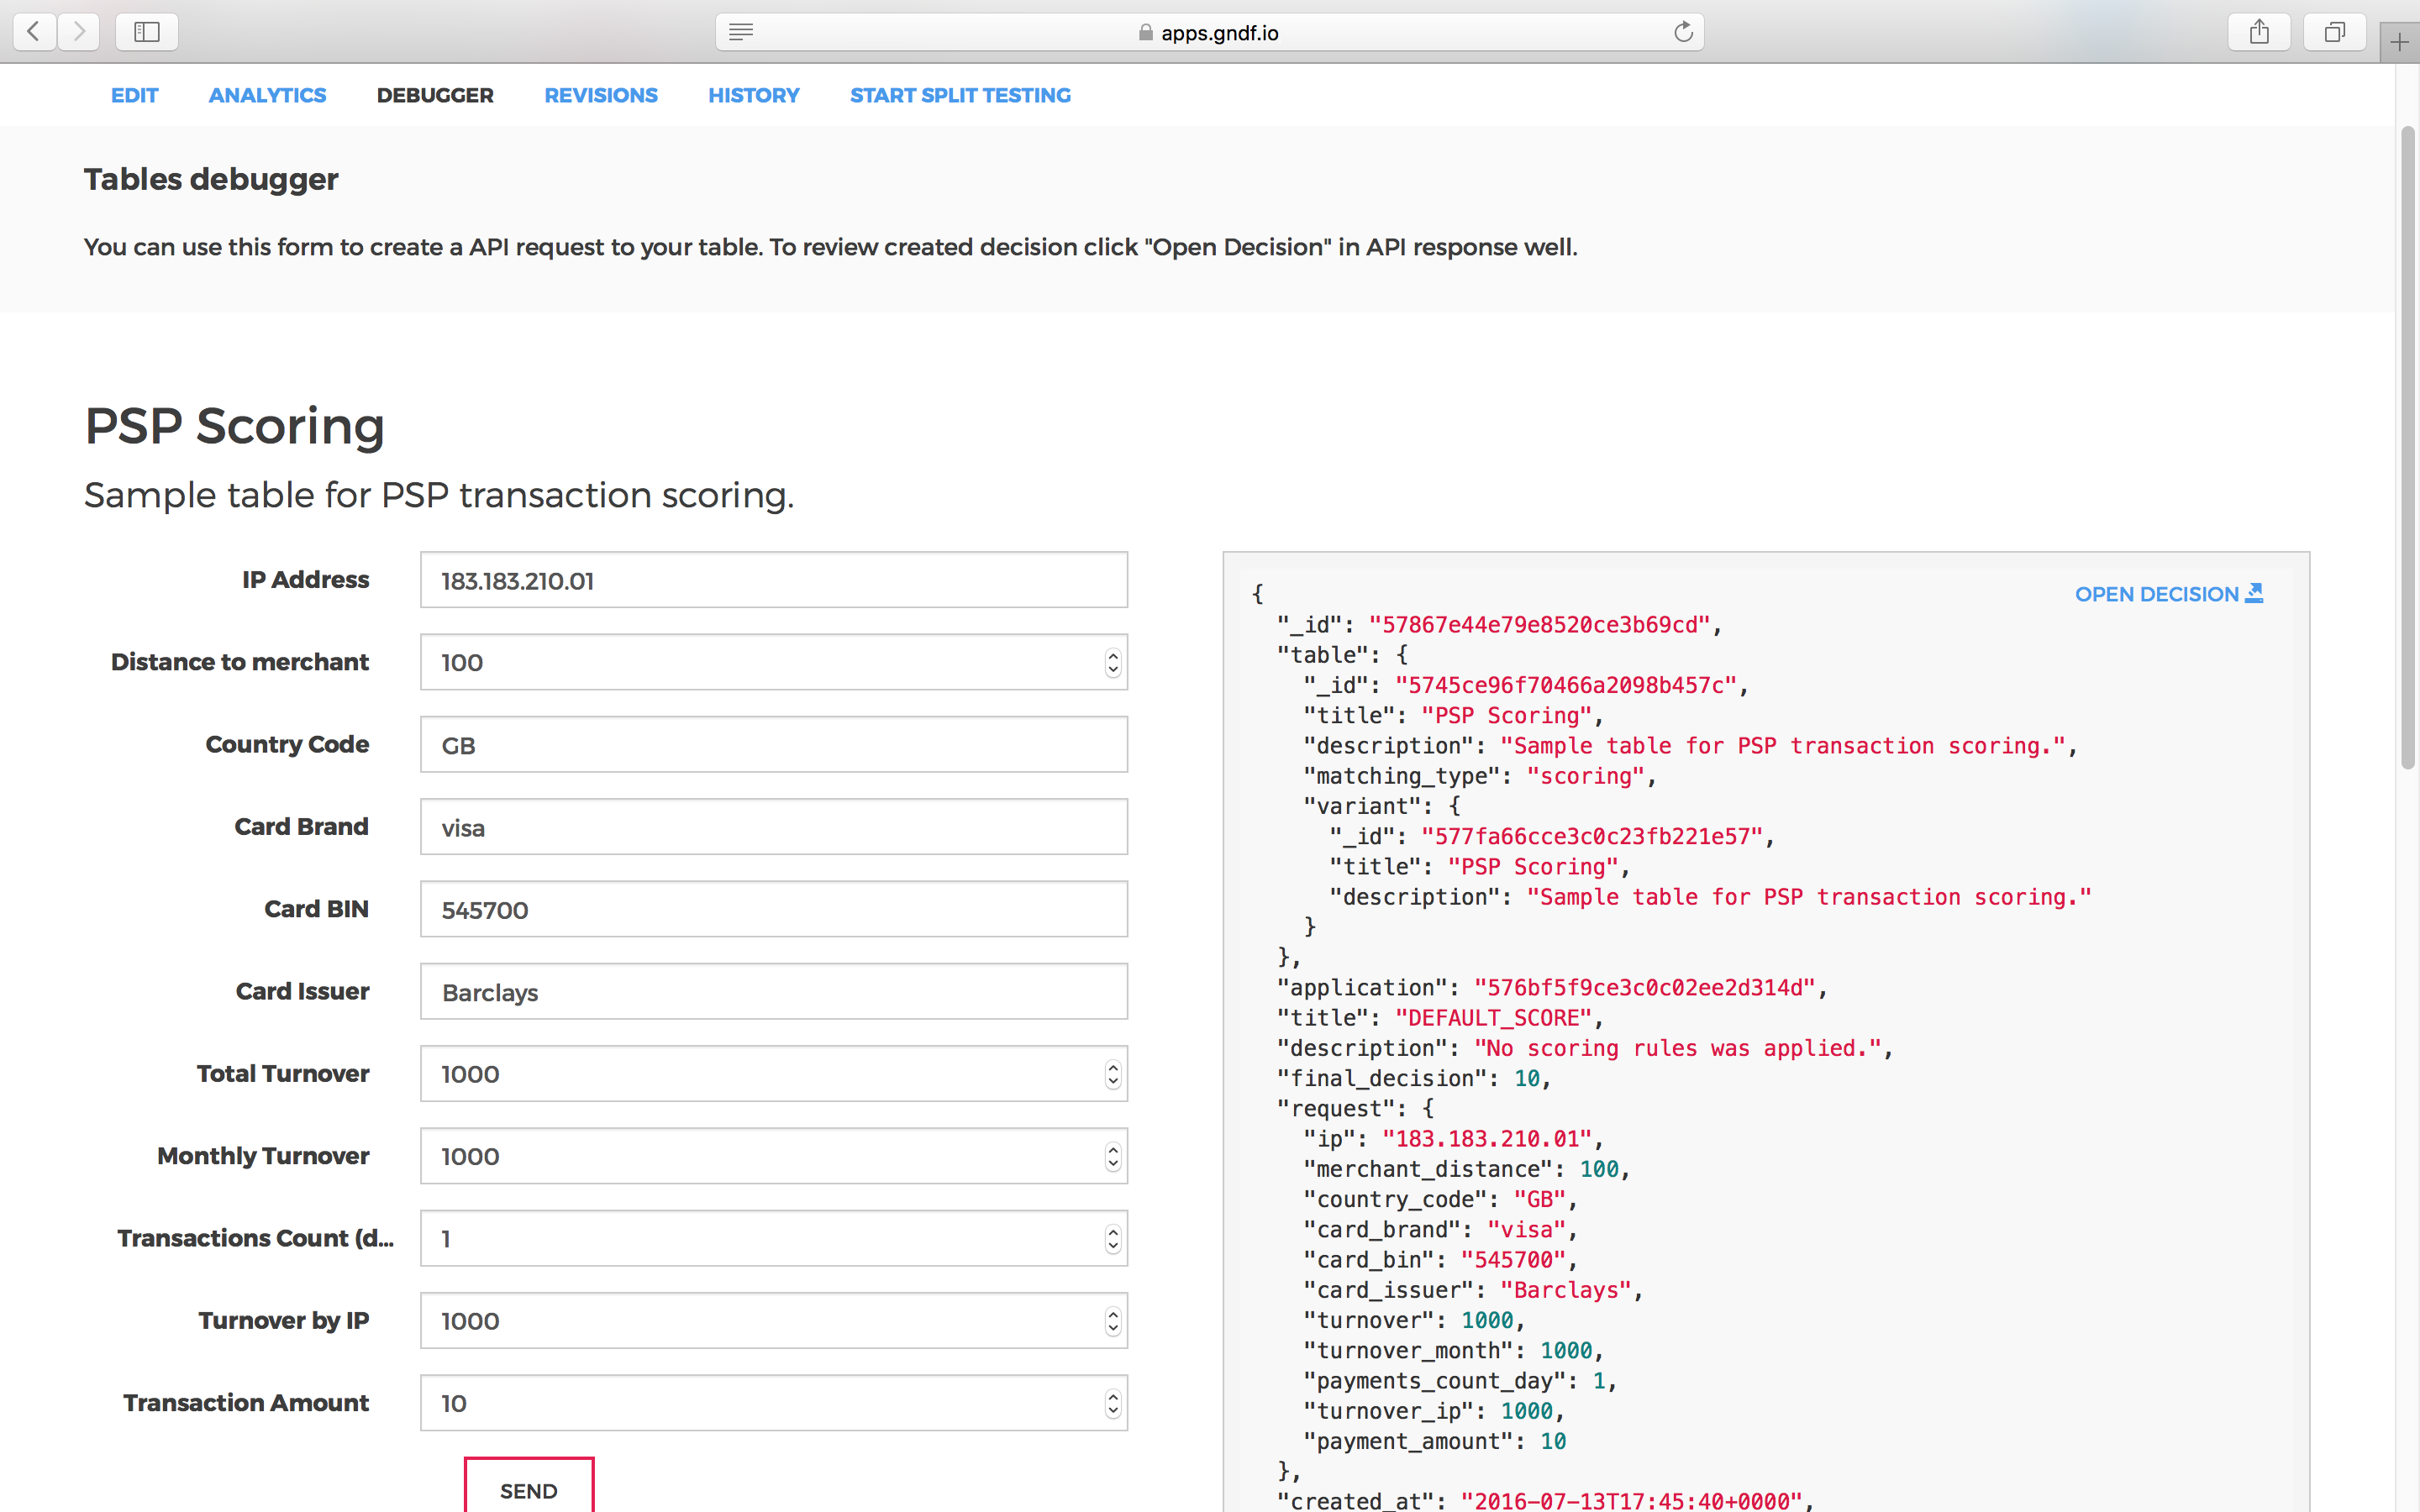 apps.gndf.io
EDIT ANALYTICS DEBUGGER REVISIONS HISTORY START SPLIT TESTING
Tables debugger
You can use this form to create a API request to your table. To review created decision click "Open Decision" in API response well.
PSP Scoring
Sample table for PSP transaction scoring.
IP Address 183.183.210.01
Distance to merchant 100
Country Code GB
Card Brand visa
Card BIN 545700
Card Issuer Barclays
Total Turnover 1000
Monthly Turnover 1000
Transactions Count (d... 1
Turnover by IP 1000
Transaction Amount 10
SEND
OPEN DECISION
{
"_id": "57867e44e79e8520ce3b69cd",
"table": {
"_id": "5745ce96f70466a2098b457c",
"title": "PSP Scoring",
"description": "Sample table for PSP transaction scoring.",
"matching_type": "scoring",
"variant": {
"_id": "577fa66cce3c0c23fb221e57",
"title": "PSP Scoring",
"description": "Sample table for PSP transaction scoring."
}
},
"application": "576bf5f9ce3c0c02ee2d314d",
"title": "DEFAULT_SCORE",
"description": "No scoring rules was applied.",
"final_decision": 10,
"request": {
"ip": "183.183.210.01",
"merchant_distance": 100,
"country_code": "GB",
"card_brand": "visa",
"card_bin": "545700",
"card_issuer": "Barclays",
"turnover": 1000,
"turnover_month": 1000,
"payments_count_day": 1,
"turnover_ip": 1000,
"payment_amount": 10
},
"created_at": "2016-07-13T17:45:40+0000",